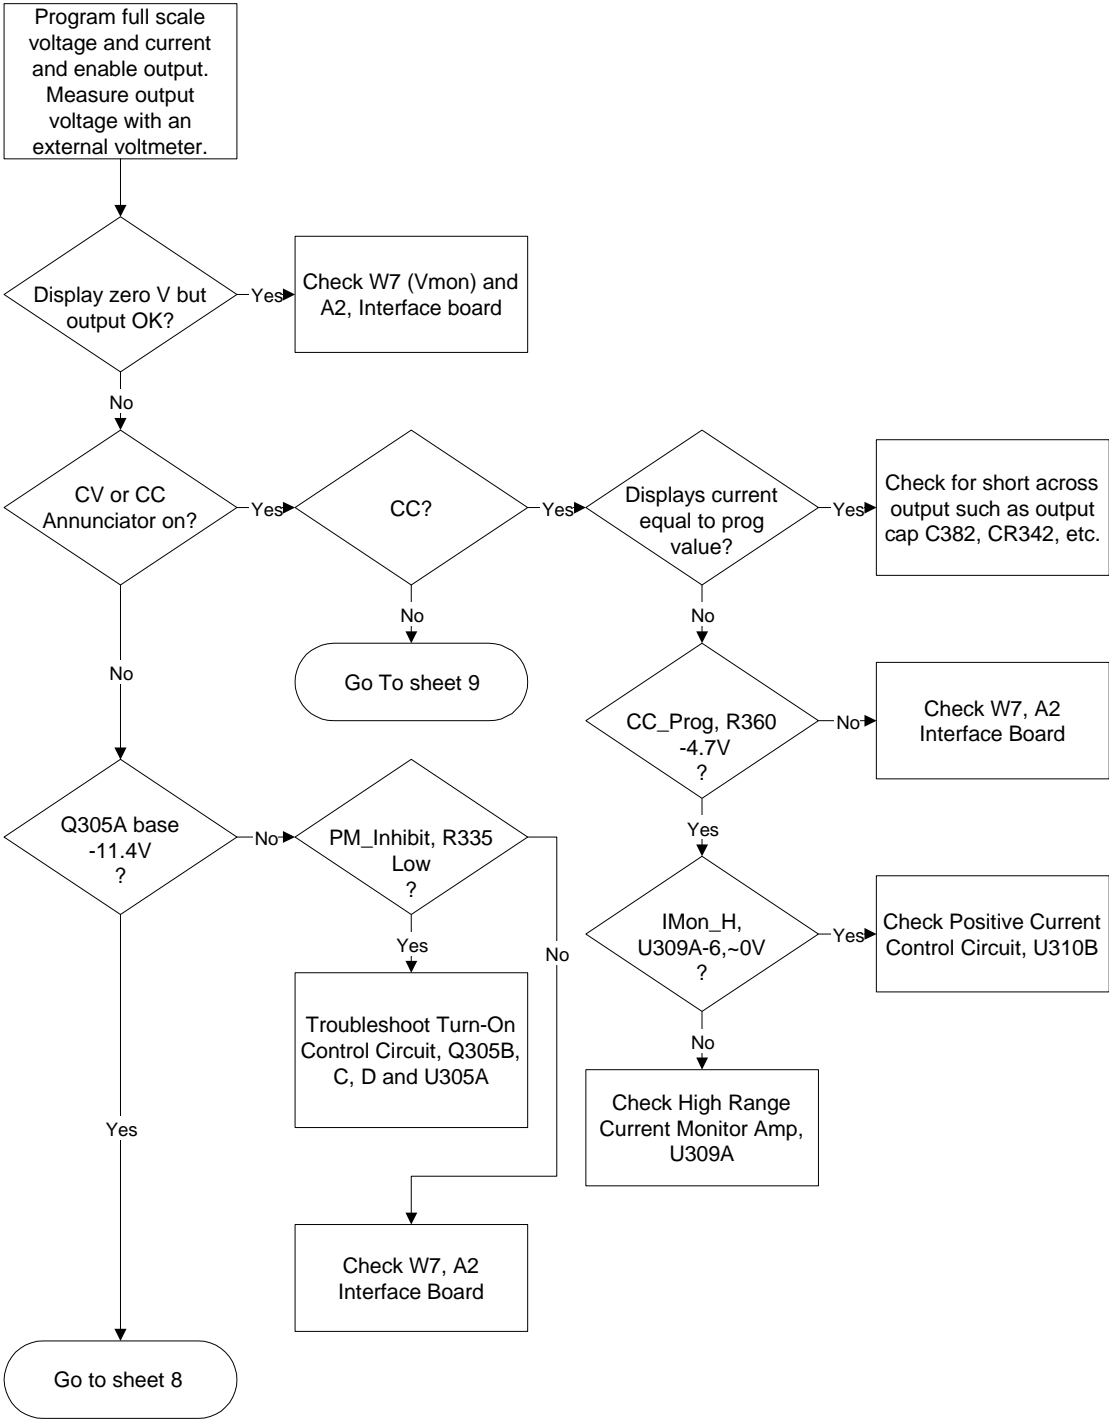 Program full scale
voltage and current
and enable output.
Measure output
voltage with an
external voltmeter.
Display zero V but
output OK?
Yes
Check W7 (Vmon) and
A2, Interface board
No
CV or CC
Annunciator on?
Yes
CC?
Yes
Displays current
equal to prog
value?
Yes
Check for short across
output such as output
cap C382, CR342, etc.
No
No
No
Go To sheet 9
CC_Prog, R360
-4.7V
?
No
Check W7, A2
Interface Board
Yes
Q305A base
-11.4V
?
No
PM_Inhibit, R335
Low
?
Yes
No
IMon_H,
U309A-6,~0V
?
Yes
Check Positive Current
Control Circuit, U310B
Troubleshoot Turn-On
Control Circuit, Q305B,
C, D and U305A
No
Check High Range
Current Monitor Amp,
U309A
Yes
Check W7, A2
Interface Board
Go to sheet 8